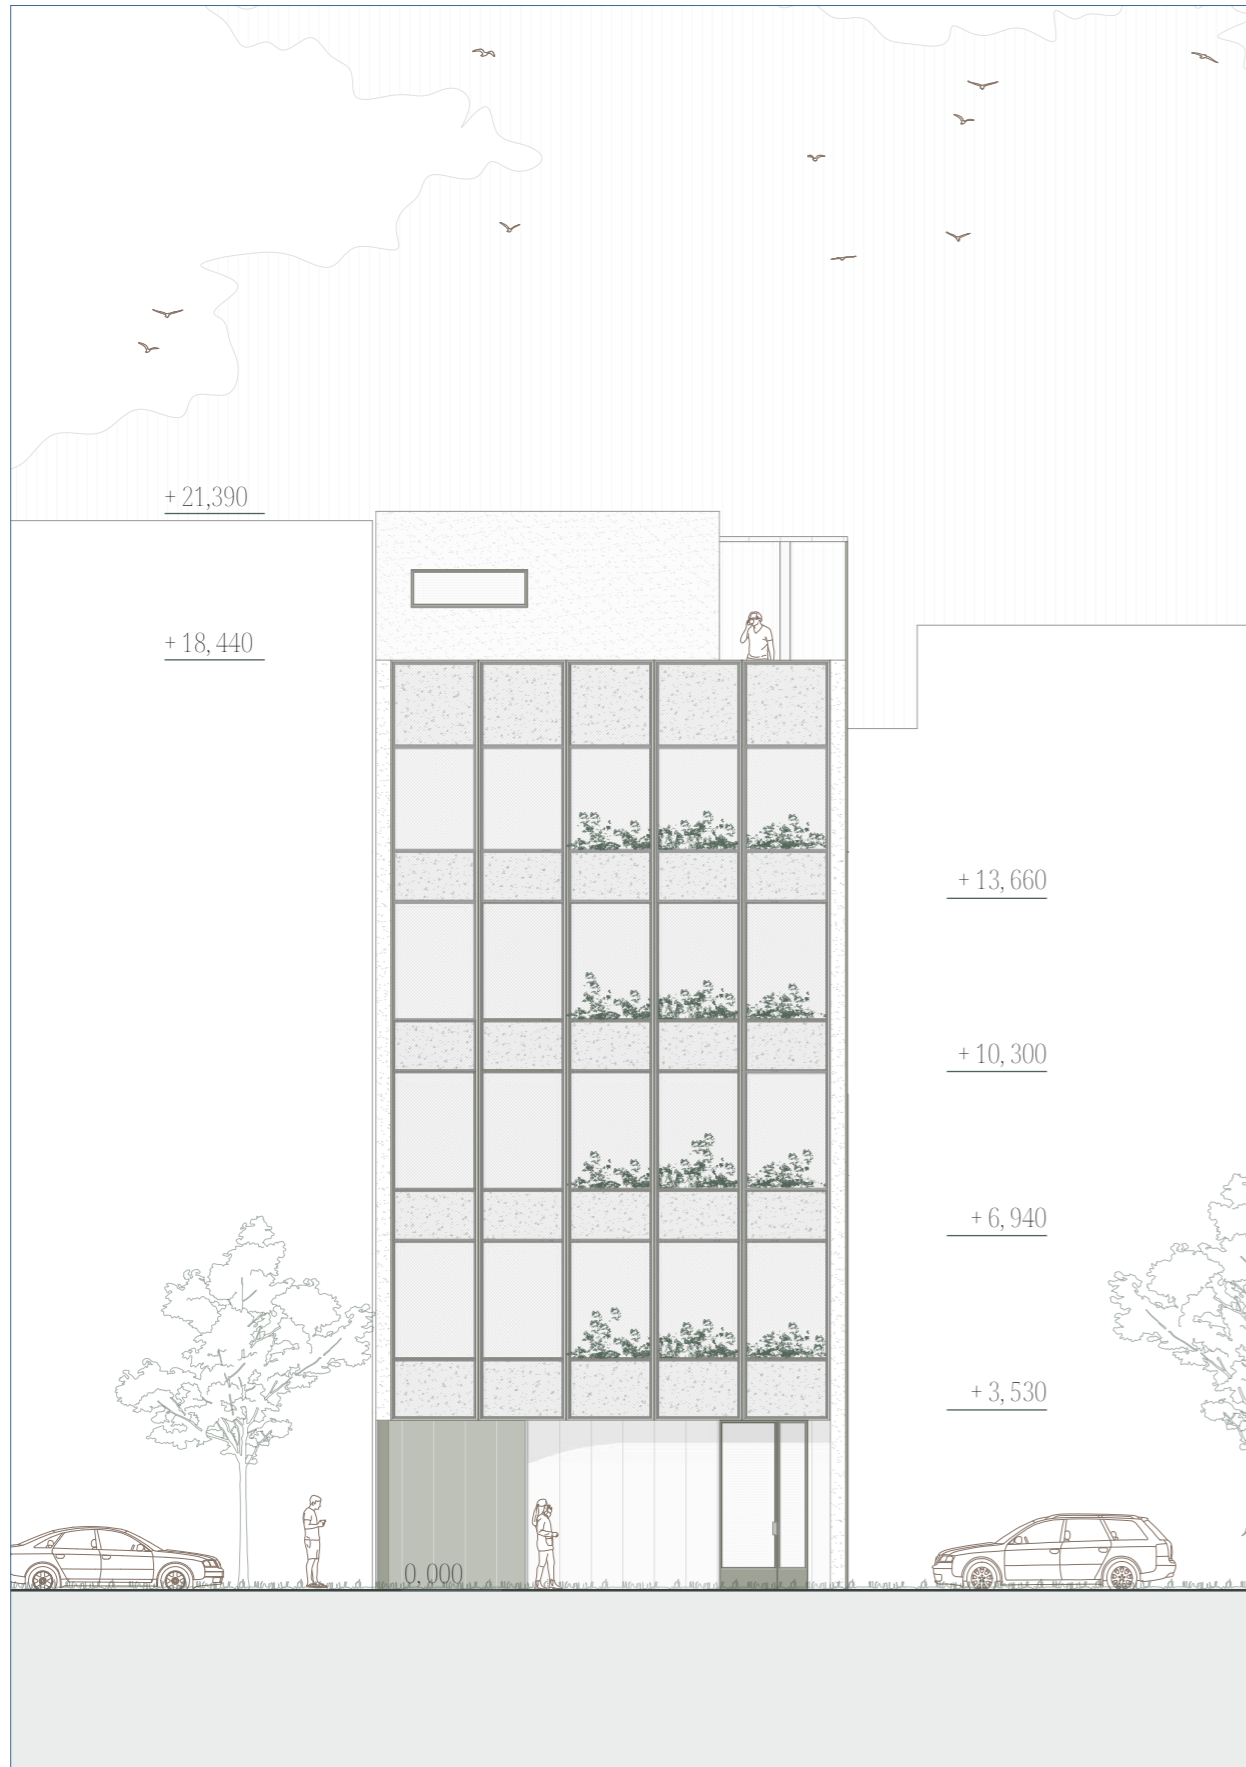 + 21,390
+ 18, 440
+ 13, 660
+ 10, 300
+ 6, 940
+ 3, 530
0, 000